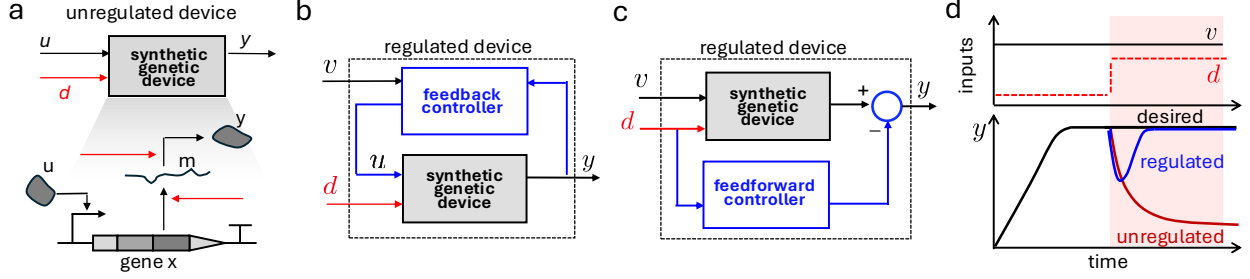 a
unregulated device
u
y
d
synthetic
genetic
device
y
m
u
gene x
b
regulated device
v
feedback
controller
u
y
d
synthetic
genetic
device
c
regulated device
v
d
synthetic
genetic
device
+
−
y
feedforward
controller
d
inputs
v
d
y
desired
regulated
unregulated
time